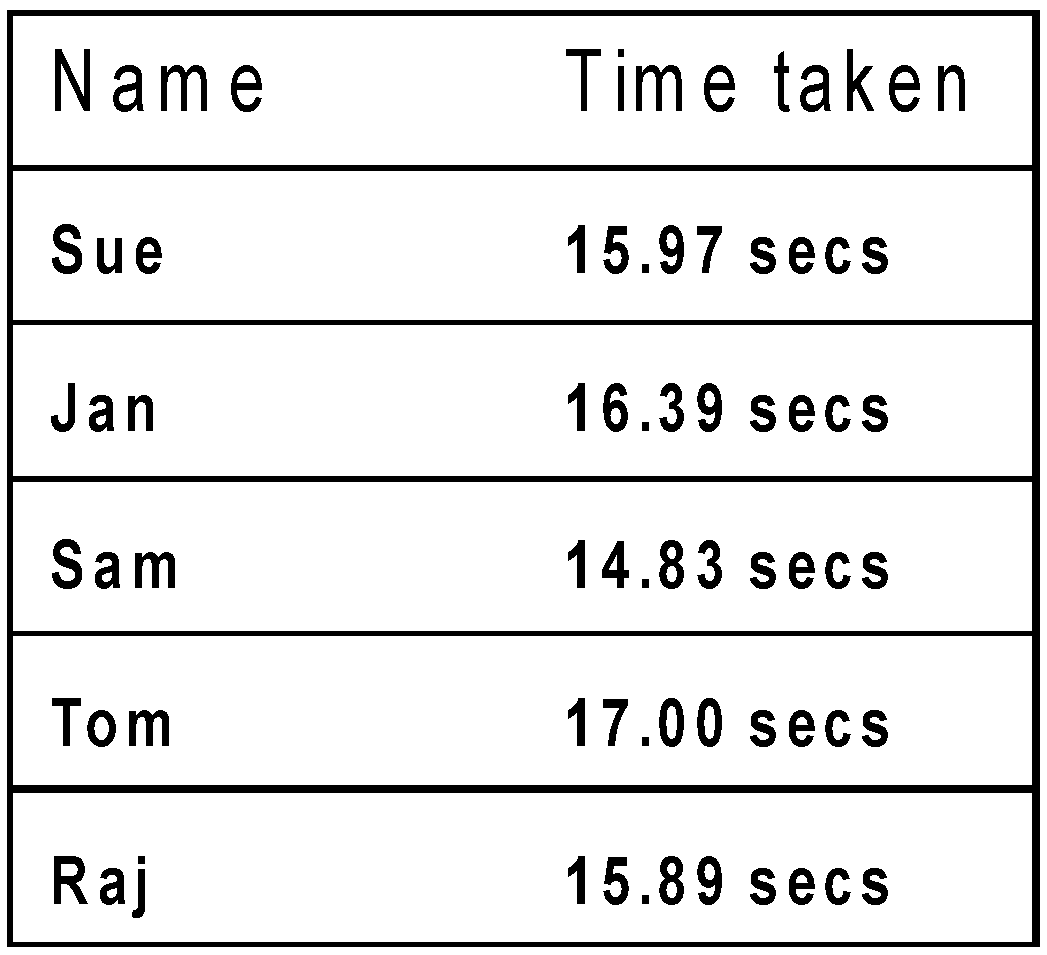 Name Time taken
Sue 15.97 secs
Jan 16.39 secs
Sam 14.83 secs
Tom 17.00 secs
Raj 15.89 secs